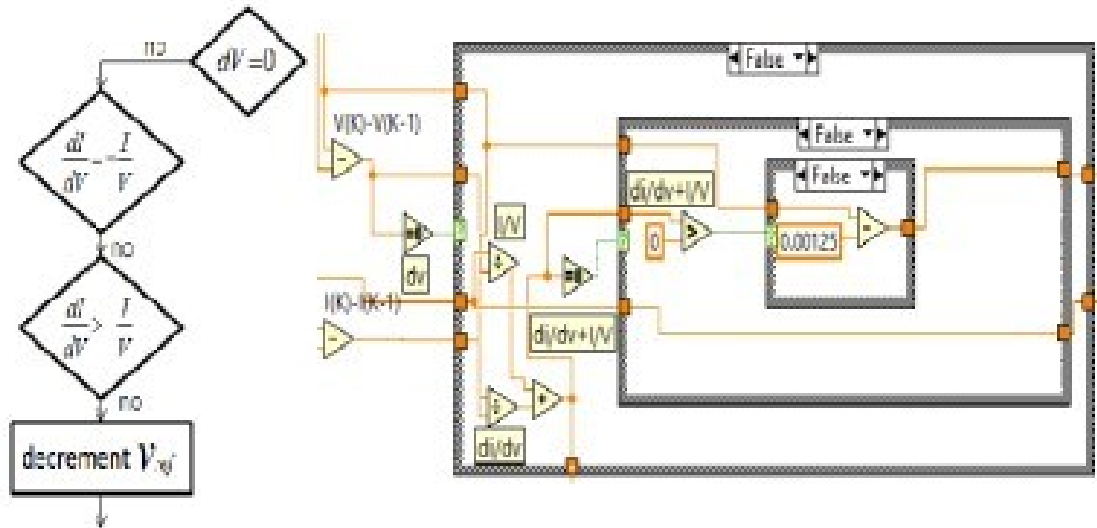 no
dV=0
dI/dV = -I/V
no
dI/dV > -I/V
no
decrement V ref
V(K)-V(K-1)
dv
I(K)-I(K-1)
I/V
di/dv
di/dv+I/V
False
False
False
di/dv+I/V
0
0.00125